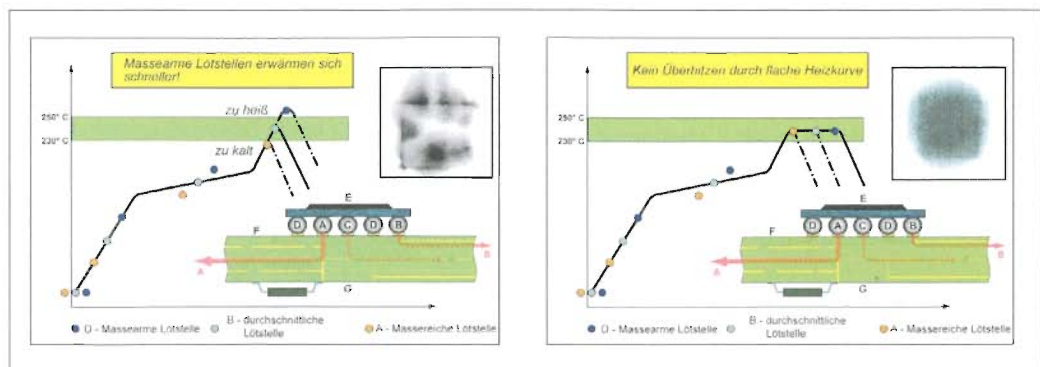 Massearme Lötstellen erwärmen sich
schneller!
zu heiß
250° C
230° C
zu kalt
E
D A C D B
F
B
A
G
D - Massearme Lötstelle
B - durchschnittliche
Lötstelle
A - Massereiche Lötstelle
Kein Überhitzen durch flache Heizkurve
250° C
230° C
E
D A C D B
F
B
A
G
D - Massearme Lötstelle
B - durchschnittliche
Lötstelle
A - Massereiche Lötstelle